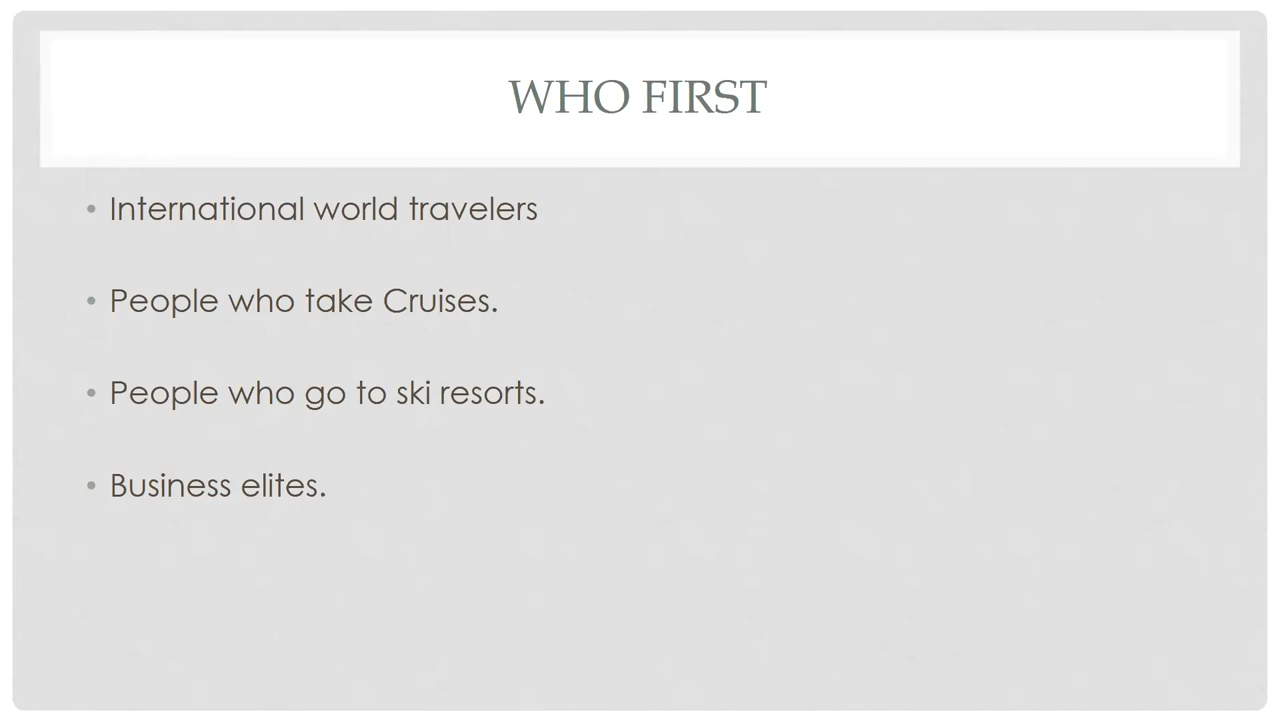 WHO FIRST
• International world travelers
• People who take Cruises.
• People who go to ski resorts.
• Business elites.